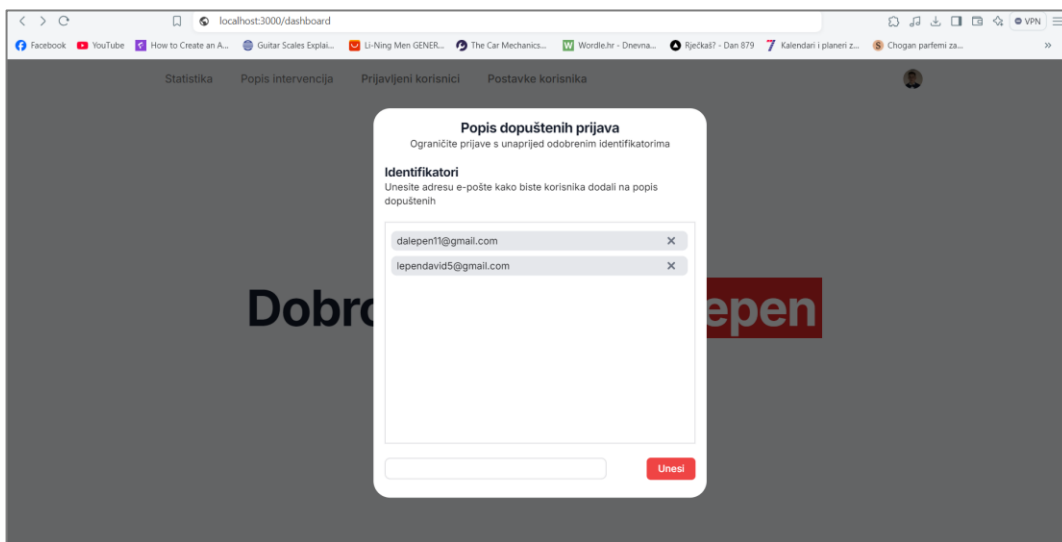 localhost:3000/dashboard
VPN
Facebook YouTube How to Create an A... Guitar Scales Explai... Li-Ning Men GENER... The Car Mechanics... Wordle.hr - Dnevna... Rječkaš? - Dan 879 Kalendari i planeri z... Chogan parfemi za... »
Statistika Popis intervencija Prijavljeni korisnici Postavke korisnika
Popis dopuštenih prijava
Ograničite prijave s unaprijed odobrenim identifikatorima
Identifikatori
Unesite adresu e-pošte kako biste korisnika dodali na popis
dopuštenih
dalepen11@gmail.com
lependavid5@gmail.com
Dobro epen
Unesi